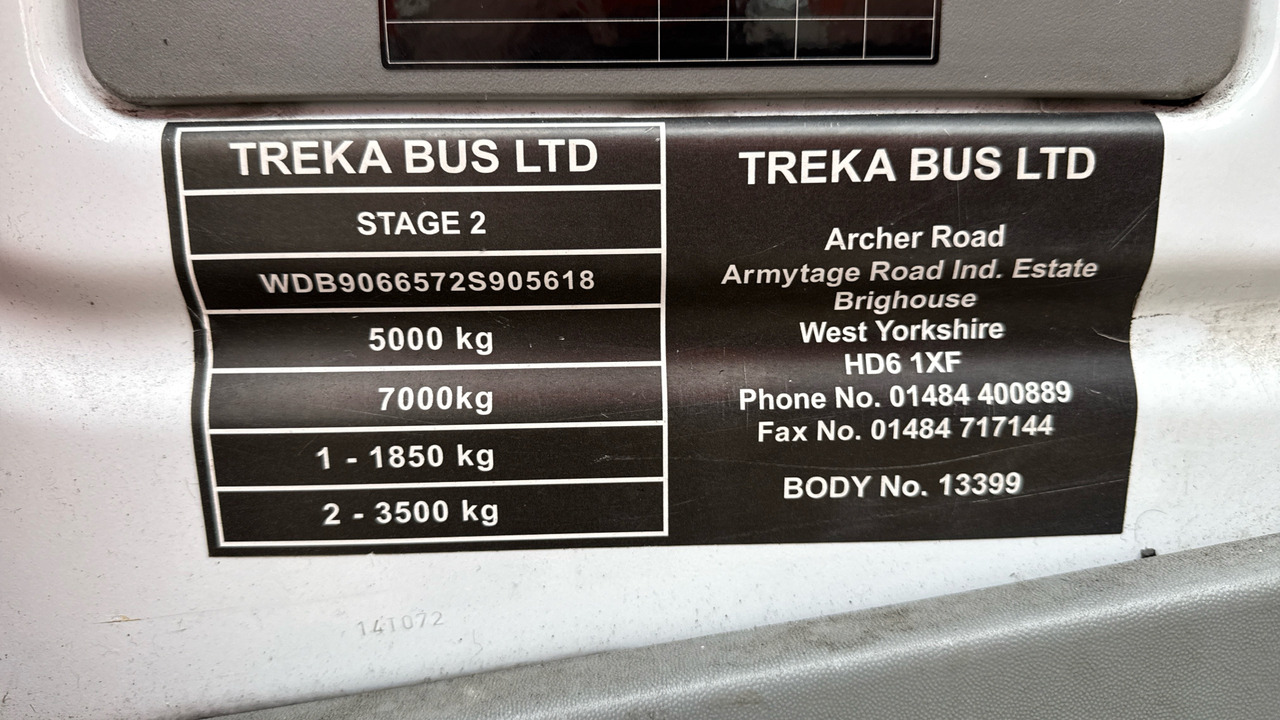 TREKA BUS LTD
STAGE 2
WDB9066572S905618
5000 kg
7000kg
1 - 1850 kg
2 - 3500 kg
TREKA BUS LTD
Archer Road
Armytage Road Ind. Estate
Brighouse
West Yorkshire
HD6 1XF
Phone No. 01484 400889
Fax No. 01484 717144
BODY No. 13399
141072